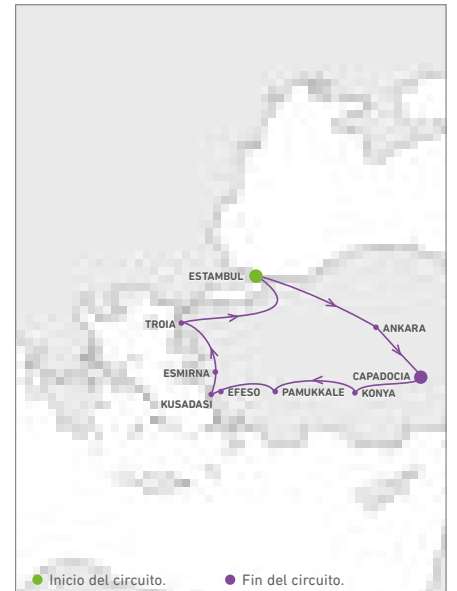 ESTAMBUL
TROIA
ANKARA
ESMIRNA
CAPADOCIA
EFESO
PAMUKKALE
KONYA
KUSADASI
Inicio del circuito.
Fin del circuito.